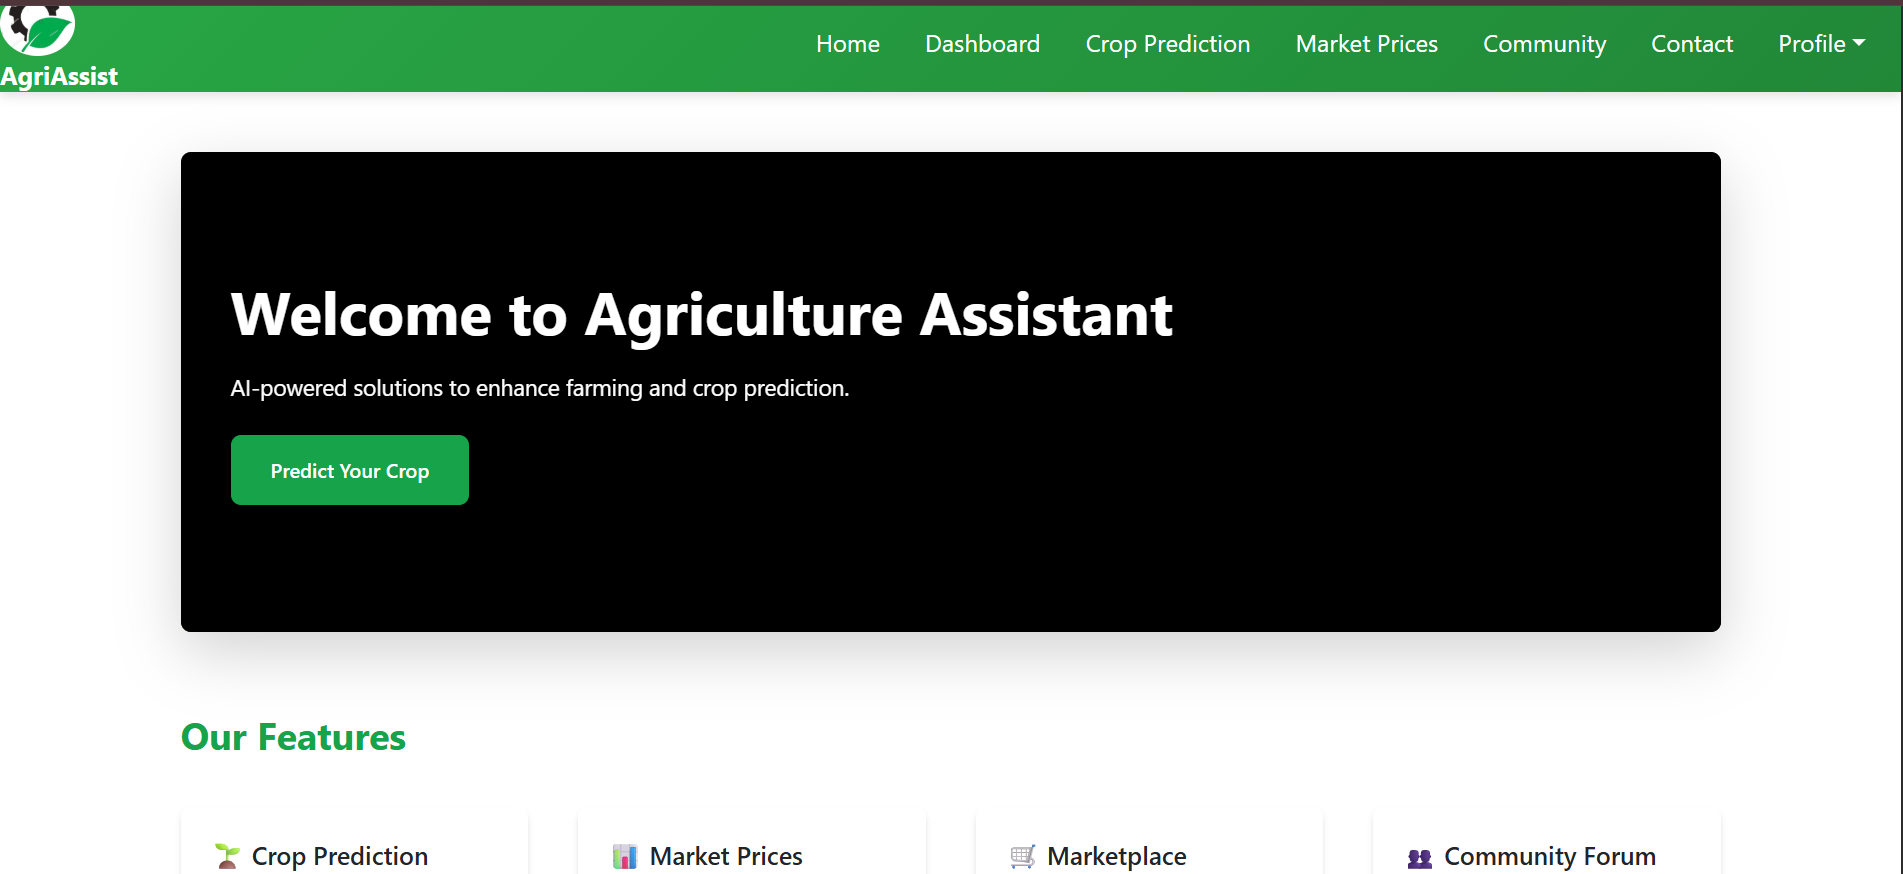 AgriAssist
Home Dashboard Crop Prediction Market Prices Community Contact Profile
Welcome to Agriculture Assistant
AI-powered solutions to enhance farming and crop prediction.
Predict Your Crop
Our Features
Crop Prediction
Market Prices
Marketplace
Community Forum